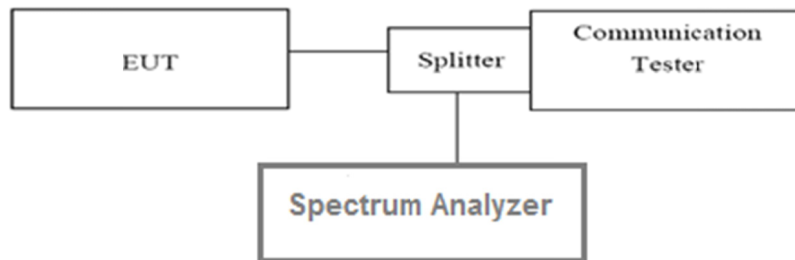 EUT
Splitter
Communication
Tester
Spectrum Analyzer